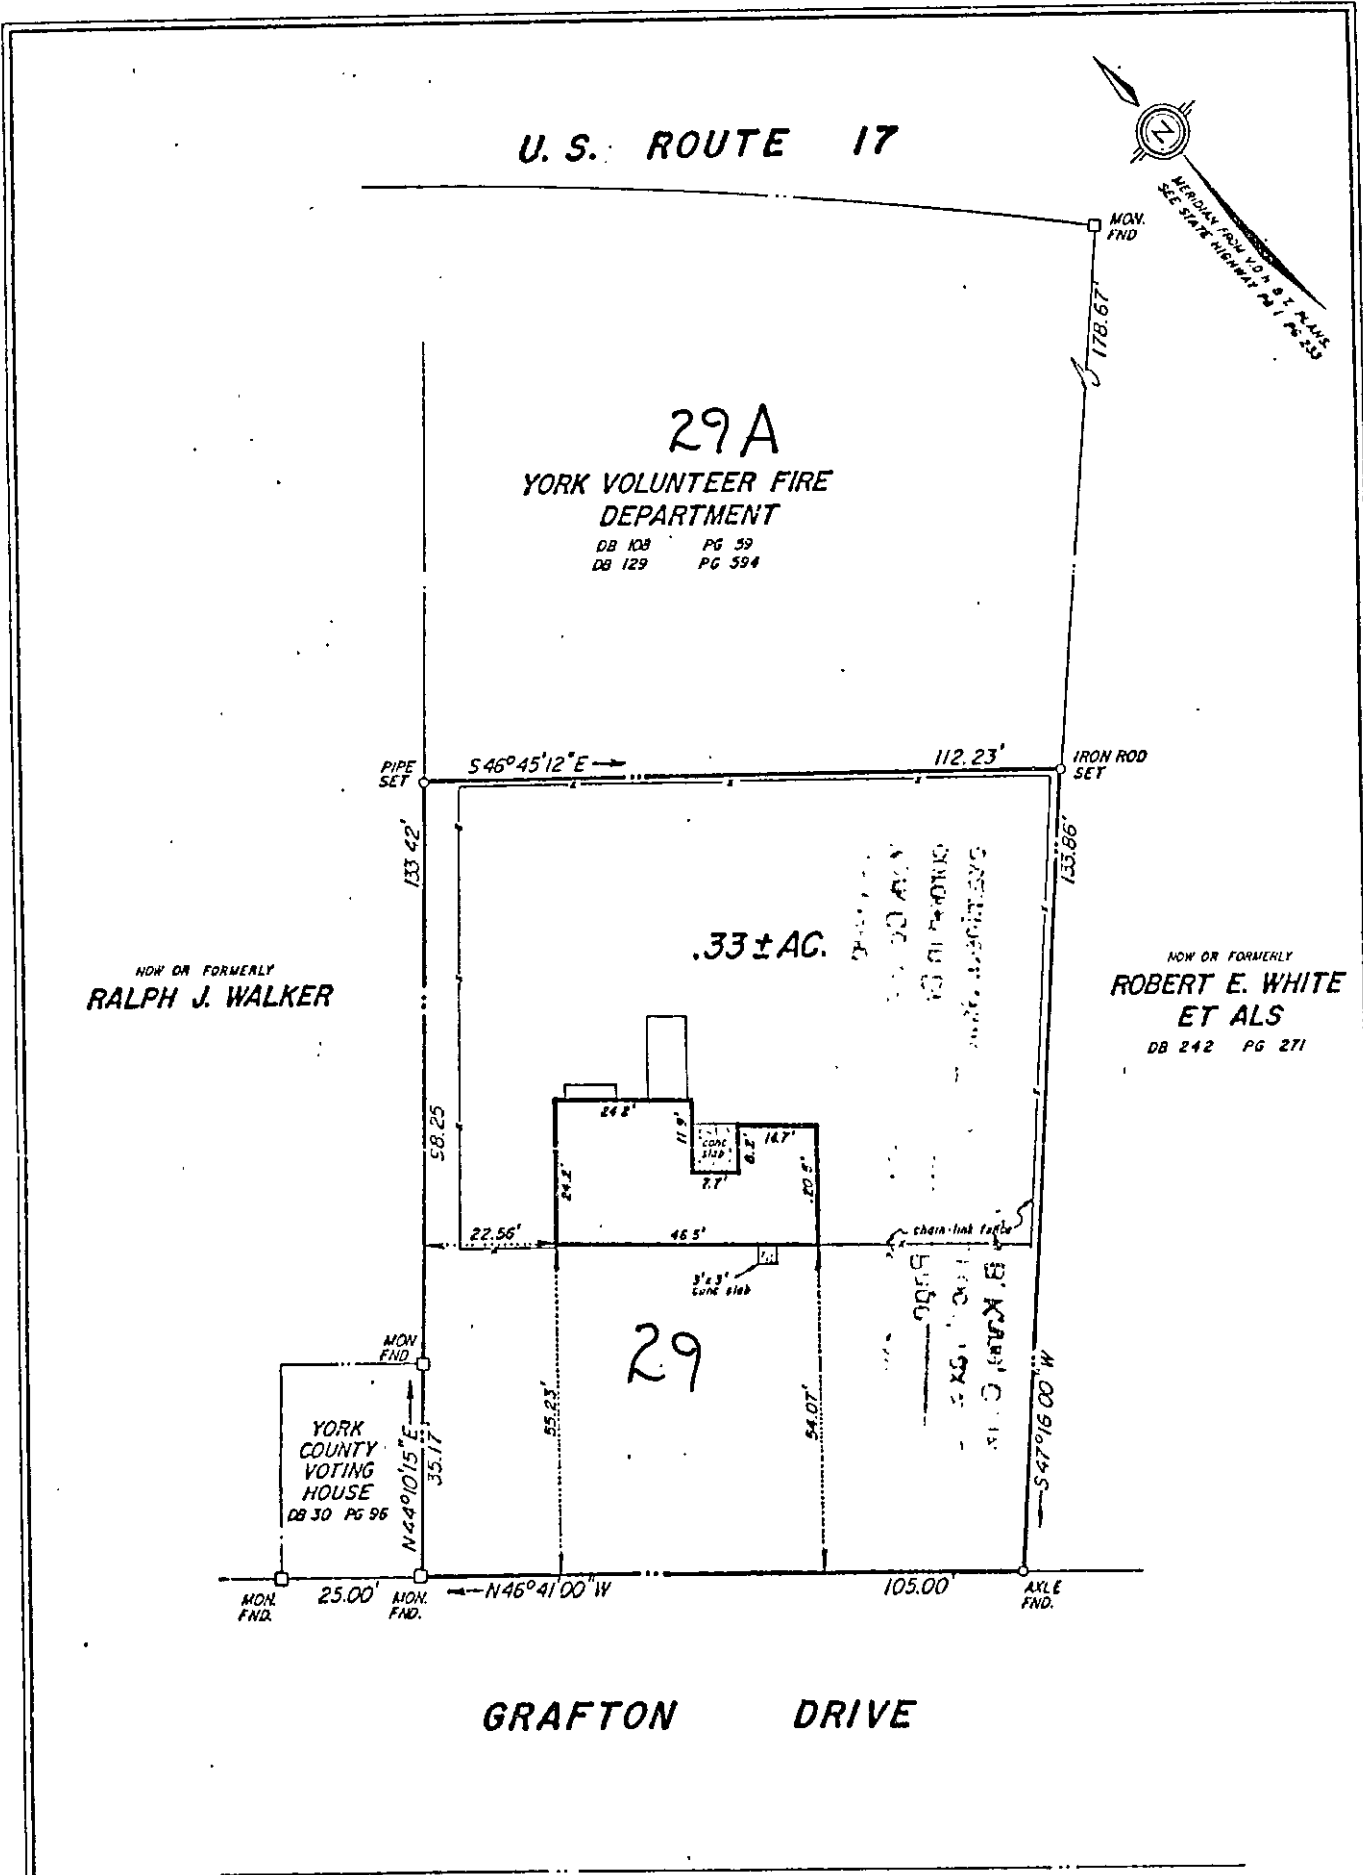 U. S. ROUTE 17
N
MERIDIAN FROM V.D.H. & T. PLANS
SEE STATE HIGHWAY PB 1 PG 233
MON.
FND
178.67'
29A
YORK VOLUNTEER FIRE
DEPARTMENT
DB 108 PG 59
DB 129 PG 594
PIPE
SET
S46°45'12"E
112.23'
IRON ROD
SET
133.42'
133.86'
.33 ± AC.
NOW OR FORMERLY
RALPH J. WALKER
NOW OR FORMERLY
ROBERT E. WHITE
ET ALS
DB 242 PG 271
98.25
24.2'
11.9'
conc
slab
8.2'
14.7'
7.7'
24.2'
20.5'
22.56'
46.5'
chain-link fence
3'x3'
conc slab
29
55.23'
54.07'
MON
FND
YORK
COUNTY
VOTING
HOUSE
DB 30 PG 96
N44°10'15"E
35.17
S47°16'00"W
MON.
FND.
25.00'
MON.
FND.
N46°41'00"W
105.00'
AXLE
FND.
GRAFTON DRIVE